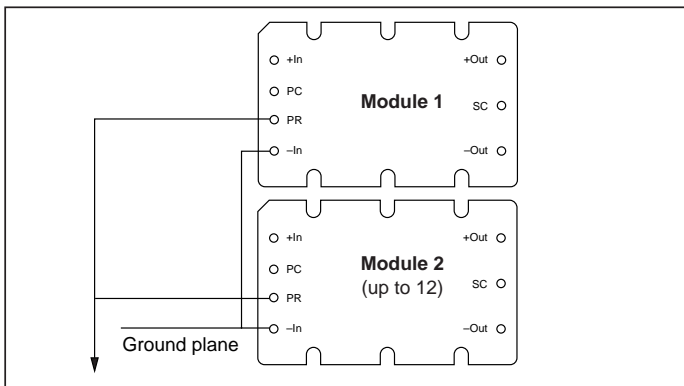 +In
+Out
PC
Module 1
SC
PR
–In
–Out
+In
+Out
PC
Module 2
(up to 12)
SC
PR
–In
–Out
Ground plane